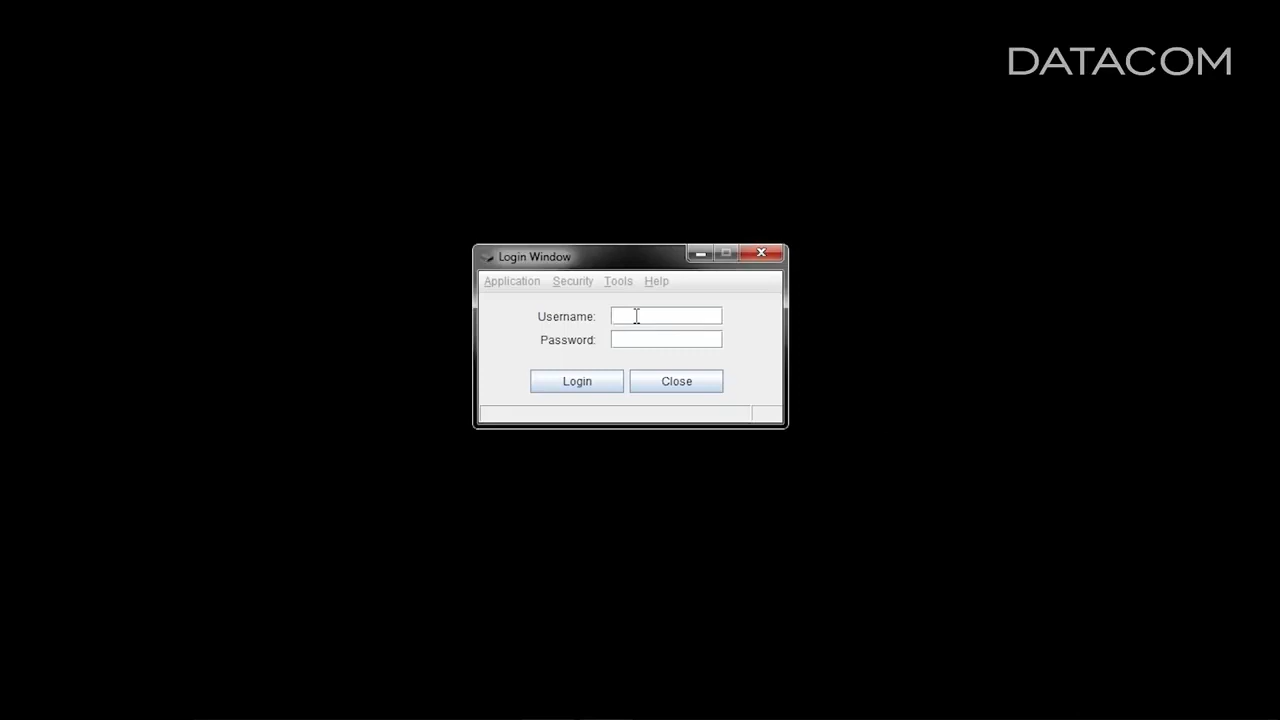 DATACOM
Login Window
Application Security Tools Help
Username:
Password:
Login Close